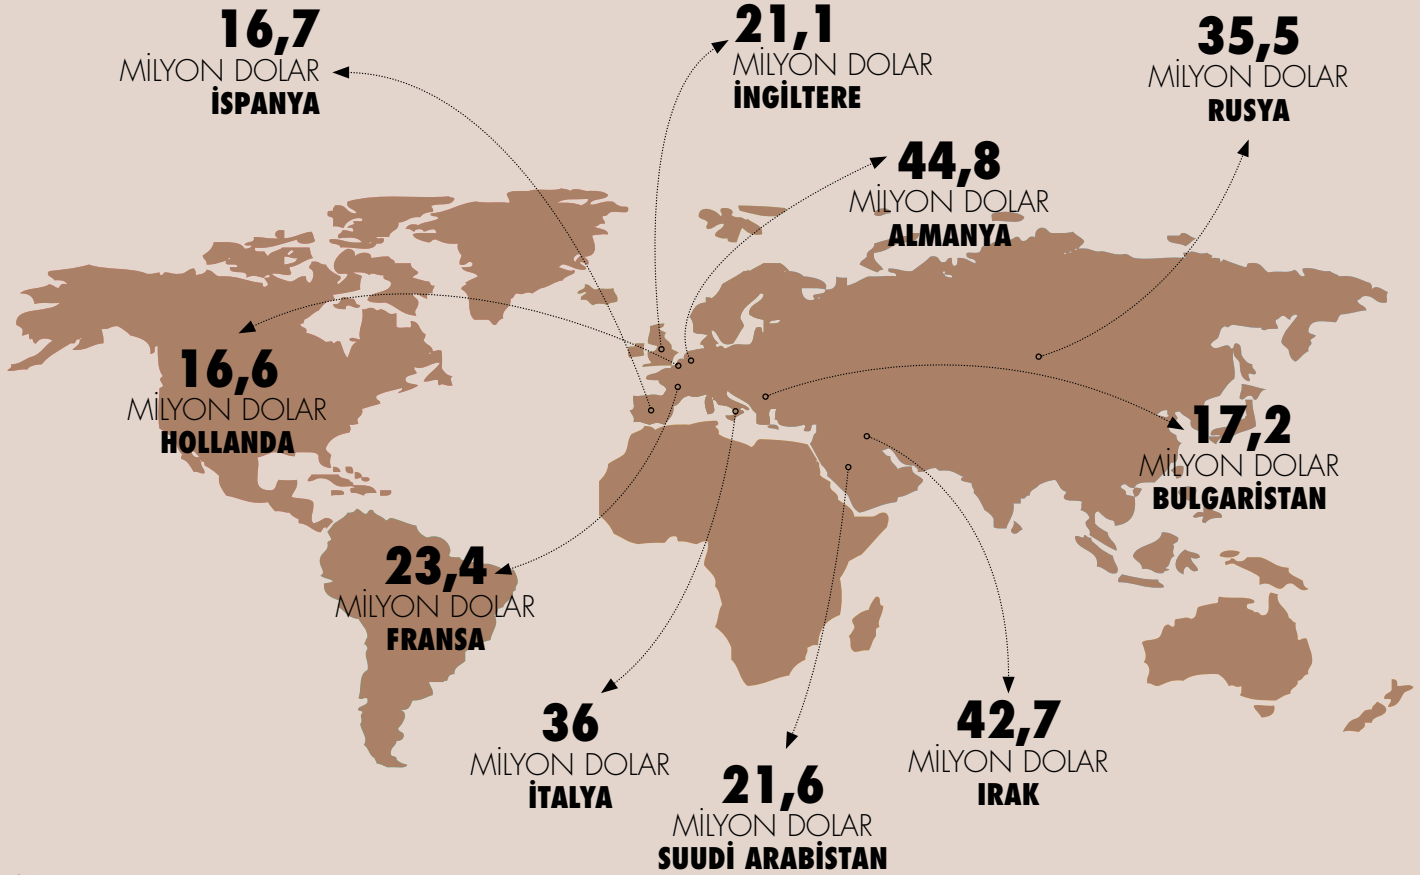 16,7
MİLYON DOLAR
İSPANYA
21,1
MİLYON DOLAR
İNGİLTERE
35,5
MİLYON DOLAR
RUSYA
44,8
MİLYON DOLAR
ALMANYA
16,6
MİLYON DOLAR
HOLLANDA
17,2
MİLYON DOLAR
BULGARİSTAN
23,4
MİLYON DOLAR
FRANSA
36
MİLYON DOLAR
İTALYA
21,6
MİLYON DOLAR
SUUDİ ARABİSTAN
42,7
MİLYON DOLAR
IRAK